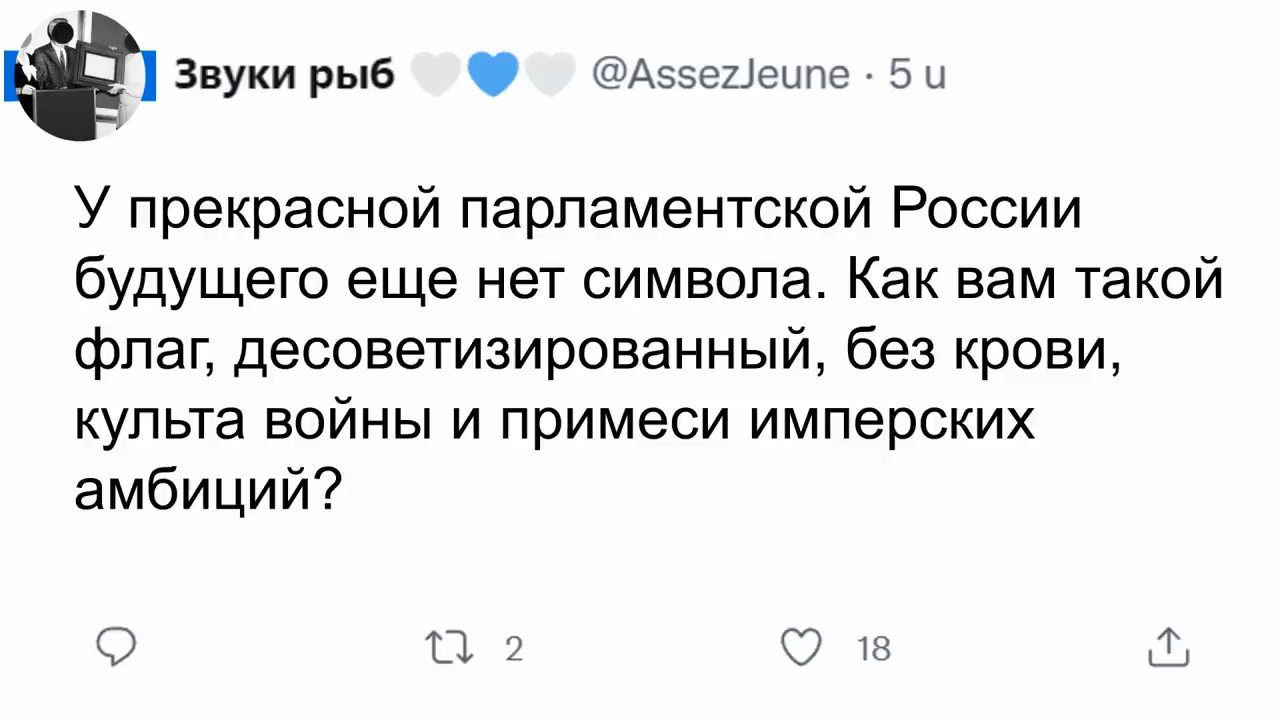 Звуки рыб 🤍💙🤍 @AssezJeune · 5 u
У прекрасной парламентской России
будущего еще нет символа. Как вам такой
флаг, десоветизированный, без крови,
культа войны и примеси имперских
амбиций?
2 18